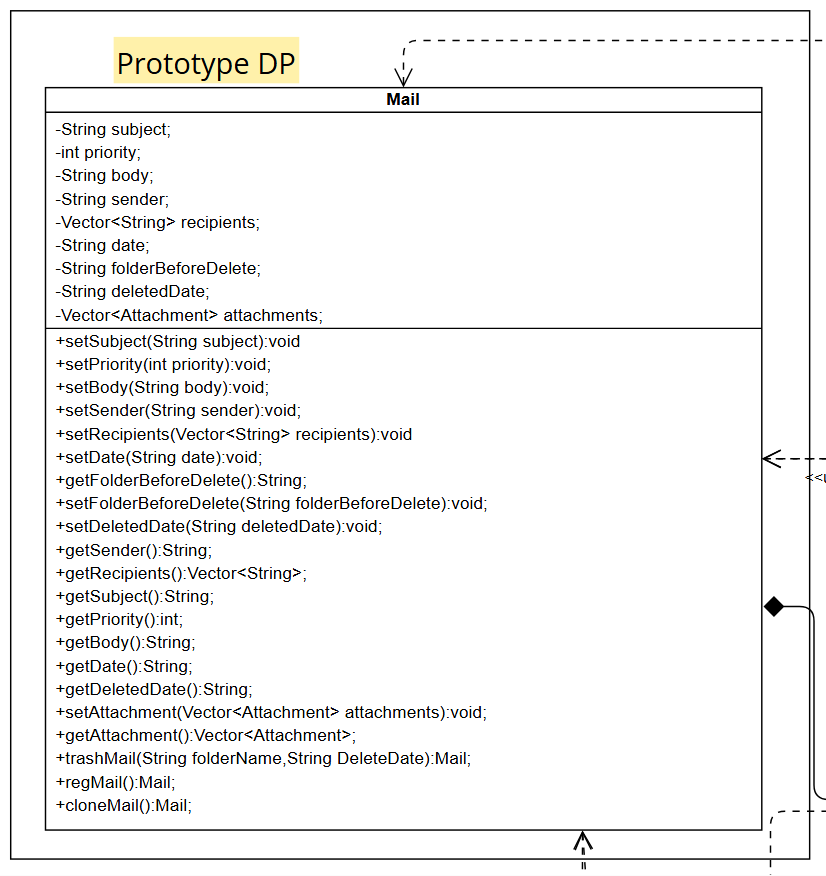 Prototype DP
Mail
-String subject;
-int priority;
-String body;
-String sender;
-Vector<String> recipients;
-String date;
-String folderBeforeDelete;
-String deletedDate;
-Vector<Attachment> attachments;
+setSubject(String subject):void
+setPriority(int priority):void;
+setBody(String body):void;
+setSender(String sender):void;
+setRecipients(Vector<String> recipients):void
+setDate(String date):void;
+getFolderBeforeDelete():String;
+setFolderBeforeDelete(String folderBeforeDelete):void;
+setDeletedDate(String deletedDate):void;
+getSender():String;
+getRecipients():Vector<String>;
+getSubject():String;
+getPriority():int;
+getBody():String;
+getDate():String;
+getDeletedDate():String;
+setAttachment(Vector<Attachment> attachments):void;
+getAttachment():Vector<Attachment>;
+trashMail(String folderName,String DeleteDate):Mail;
+regMail():Mail;
+cloneMail():Mail;